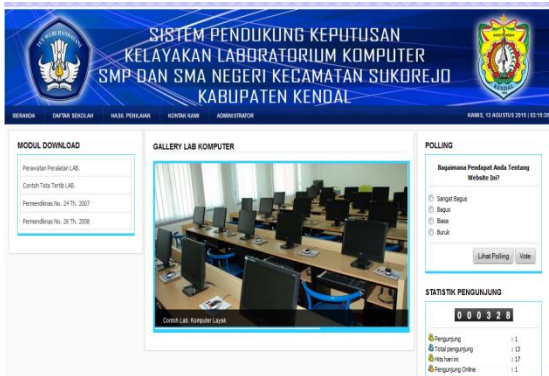 SISTEM PENDUKUNG KEPUTUSAN
KELAYAKAN LABORATORIUM KOMPUTER
SMP DAN SMA NEGERI KECAMATAN SUKOREJO
KABUPATEN KENDAL
BERANDA DAFTAR SEKOLAH HASIL PENILAIAN KONTAK KAMI ADMINISTRATOR
KAMIS, 13 AGUSTUS 2015 | 03:19:35
MODUL DOWNLOAD
Perawatan Peralatan LAB.
Contoh Tata Tertib LAB.
Permendiknas No. 24 Th. 2007
Permendiknas No. 26 Th. 2008
GALLERY LAB KOMPUTER
Contoh Lab. Komputer Layak
POLLING
Bagaimana Pendapat Anda Tentang
Website Ini?
Sangat Bagus
Bagus
Biasa
Buruk
Lihat Polling Vote
STATISTIK PENGUNJUNG
000328
Pengunjung : 1
Total pengunjung : 13
Hits hari ini : 17
Pengunjung Online : 1